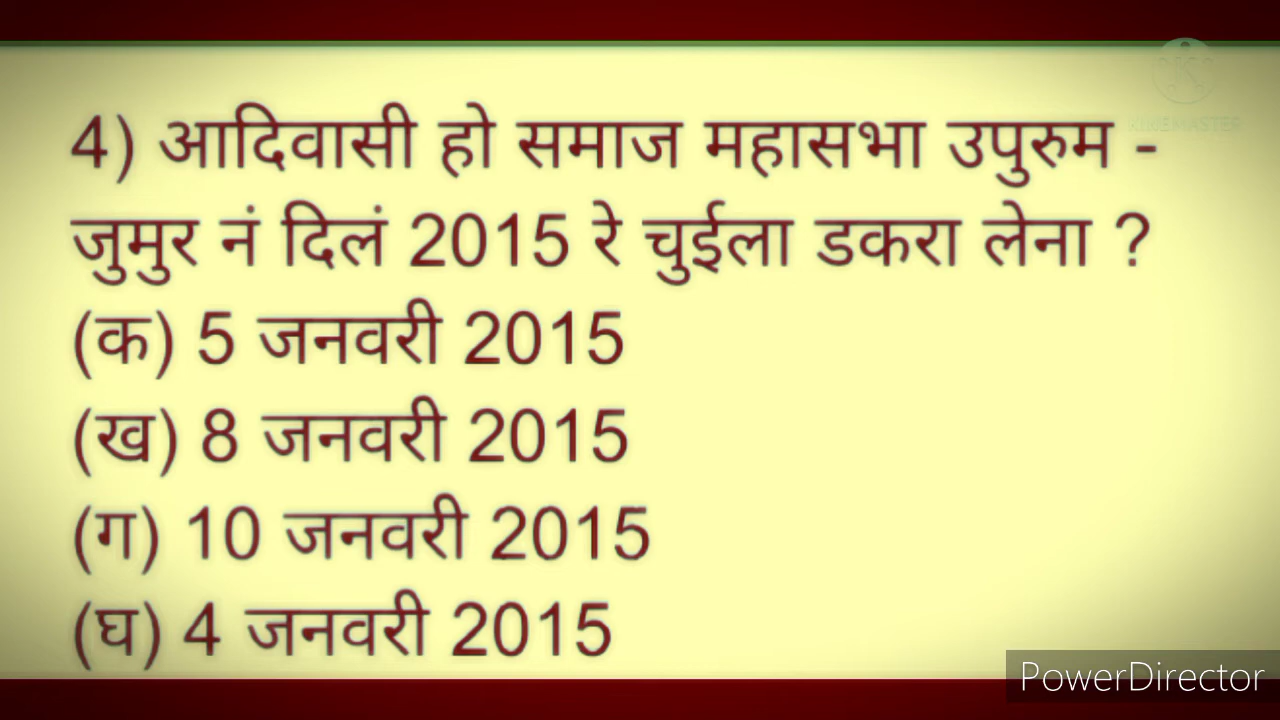 4) आदिवासी हो समाज महासभा उपुरुम -
जुमुर नं दिलं 2015 रे चुईला डकरा लेना ?
(क) 5 जनवरी 2015
(ख) 8 जनवरी 2015
(ग) 10 जनवरी 2015
(घ) 4 जनवरी 2015
KINEMASTER
PowerDirector